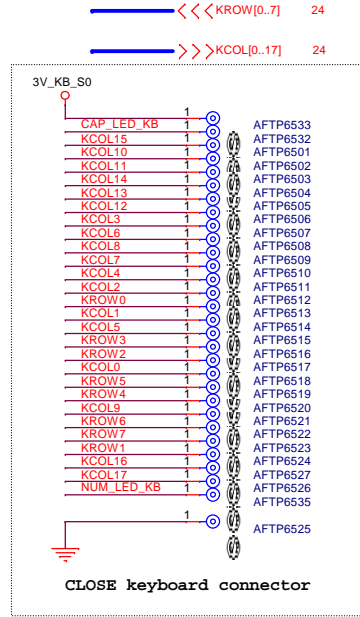 KROW[0..7] 24
KCOL[0..17] 24
3V_KB_S0
1
CAP_LED_KB 1 AFTP6533
KCOL15 1 AFTP6532
KCOL10 1 AFTP6501
KCOL11 1 AFTP6502
KCOL14 1 AFTP6503
KCOL13 1 AFTP6504
KCOL12 1 AFTP6505
KCOL3 1 AFTP6506
KCOL6 1 AFTP6507
KCOL8 1 AFTP6508
KCOL7 1 AFTP6509
KCOL4 1 AFTP6510
KCOL2 1 AFTP6511
KROW0 1 AFTP6512
KCOL1 1 AFTP6513
KCOL5 1 AFTP6514
KROW3 1 AFTP6515
KROW2 1 AFTP6516
KCOL0 1 AFTP6517
KROW5 1 AFTP6518
KROW4 1 AFTP6519
KCOL9 1 AFTP6520
KROW6 1 AFTP6521
KROW7 1 AFTP6522
KROW1 1 AFTP6523
KCOL16 1 AFTP6524
KCOL17 1 AFTP6527
NUM_LED_KB 1 AFTP6526
AFTP6535
1 AFTP6525
CLOSE keyboard connector